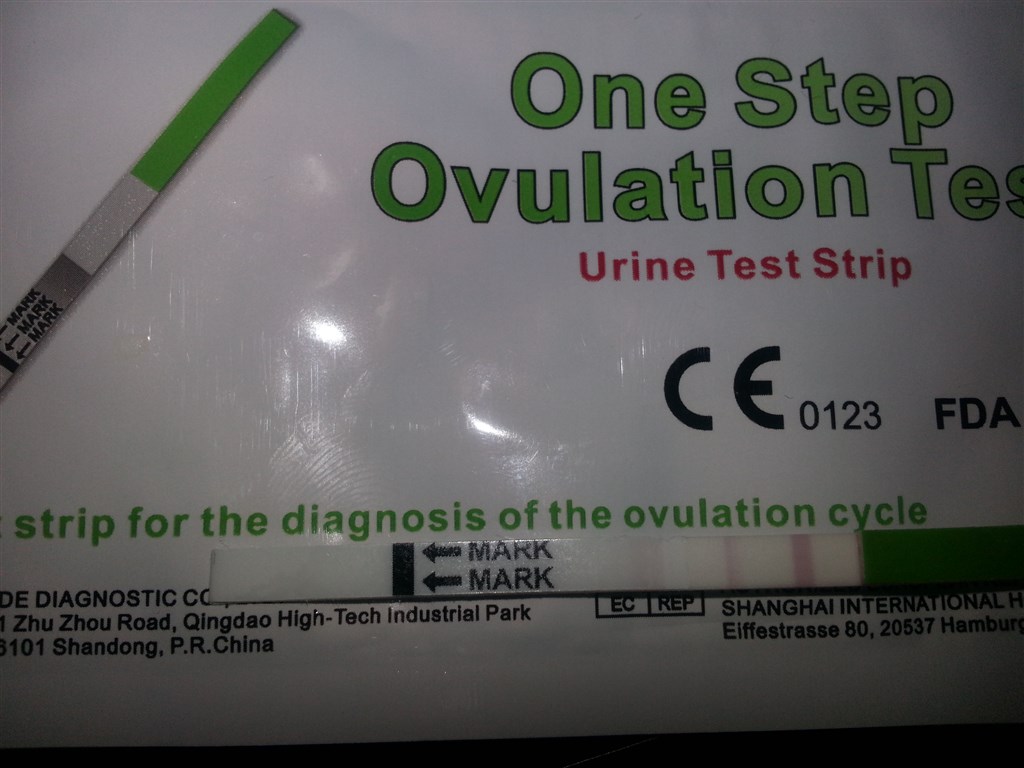 One Step
Ovulation Tes
Urine Test Strip
CE 0123 FDA
MARK
MARK
MARK
strip for the diagnosis of the ovulation cycle
MARK
MARK
DE DIAGNOSTIC CO
EC REP
SHANGHAI INTERNATIONAL H
1 Zhu Zhou Road, Qingdao High-Tech Industrial Park
Eiffestrasse 80, 20537 Hamburg
6101 Shandong, P.R.China